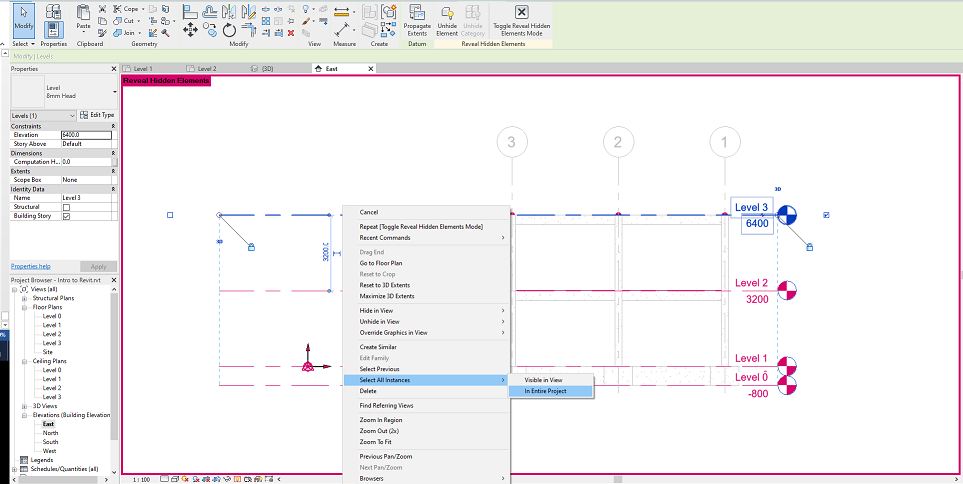 Modify
Select
Properties
Paste
Clipboard
Cope
Cut
Join
Geometry
Modify
View
Measure
Create
Propagate Extents
Datum
Unhide Element
Unhide Category
Toggle Reveal Hidden Elements Mode
Reveal Hidden Elements
Modify | Levels
Properties
Level 1
Level 2
{3D}
East
Reveal Hidden Elements
Level
8mm Head
Levels (1)
Edit Type
Constraints
Elevation 6400.0
Story Above Default
Dimensions
Computation H... 0.0
Extents
Scope Box None
Identity Data
Name Level 3
Structural
Building Story
Properties help
Apply
Project Browser - Intro to Revit.rvt
Views (all)
Structural Plans
Floor Plans
Level 0
Level 1
Level 2
Level 3
Site
Ceiling Plans
Level 0
Level 1
Level 2
Level 3
3D Views
Elevations (Building Elevation
East
North
South
West
Legends
Schedules/Quantities (all)
3
2
1
3D
Level 3
6400
3D
3200.0
Level 2
3200
Level 1
Level 0
-800
Cancel
Repeat [Toggle Reveal Hidden Elements Mode]
Recent Commands
Drag End
Go to Floor Plan
Reset to Crop
Reset to 3D Extents
Maximize 3D Extents
Hide in View
Unhide in View
Override Graphics in View
Create Similar
Edit Family
Select Previous
Select All Instances
Visible in View
In Entire Project
Delete
Find Referring Views
Zoom In Region
Zoom Out (2x)
Zoom To Fit
Previous Pan/Zoom
Next Pan/Zoom
Browsers
1 : 100